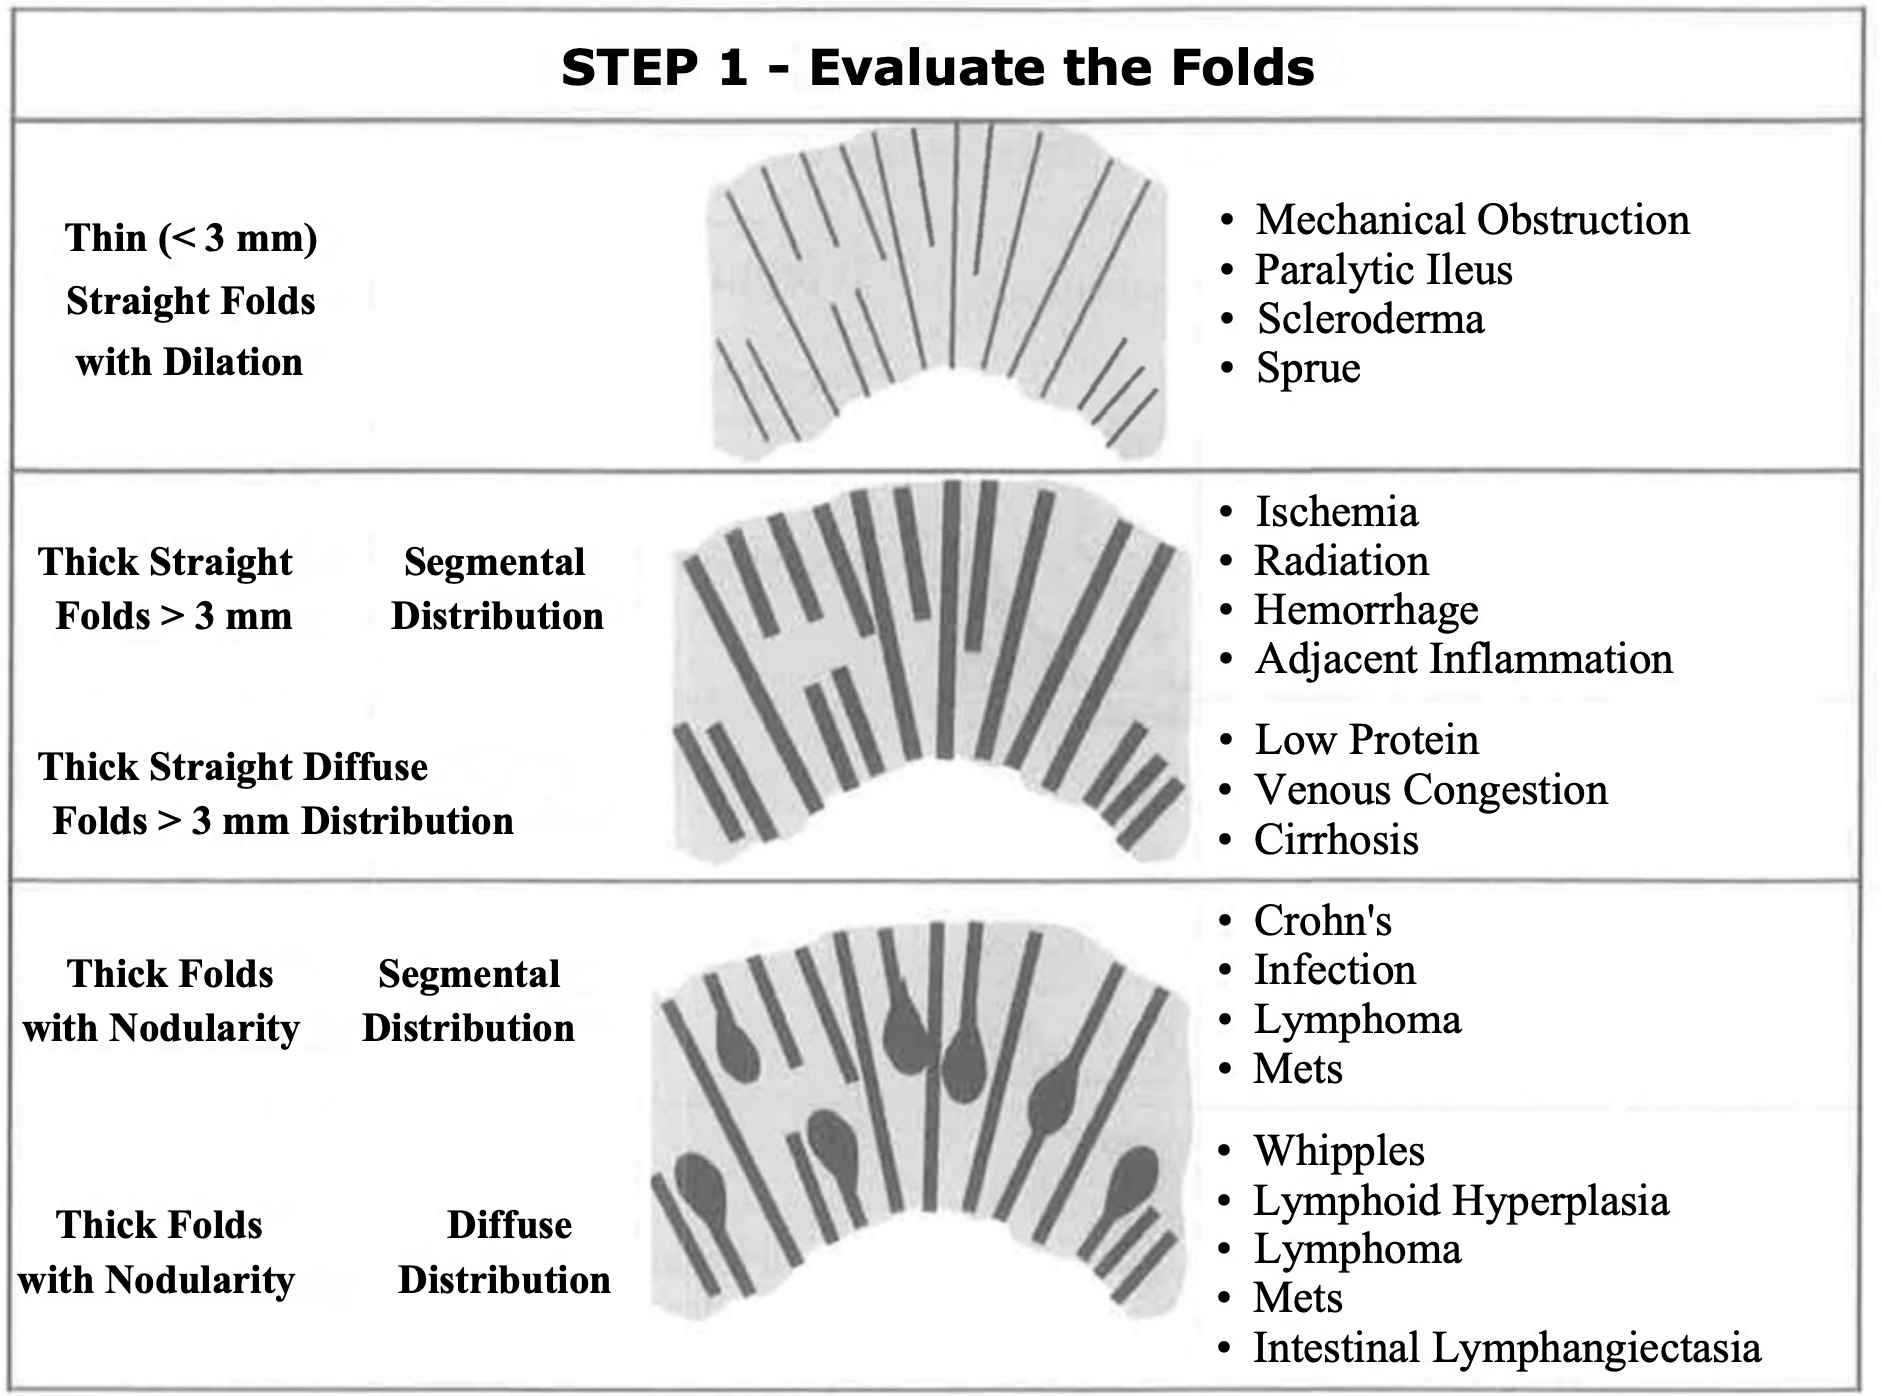 STEP 1 - Evaluate the Folds
Thin (< 3 mm)
Straight Folds
with Dilation
• Mechanical Obstruction
• Paralytic Ileus
• Scleroderma
• Sprue
Thick Straight
Folds > 3 mm
Segmental
Distribution
• Ischemia
• Radiation
• Hemorrhage
• Adjacent Inflammation
Thick Straight Diffuse
Folds > 3 mm Distribution
• Low Protein
• Venous Congestion
• Cirrhosis
Thick Folds
with Nodularity
Segmental
Distribution
• Crohn's
• Infection
• Lymphoma
• Mets
Thick Folds
with Nodularity
Diffuse
Distribution
• Whipples
• Lymphoid Hyperplasia
• Lymphoma
• Mets
• Intestinal Lymphangiectasia